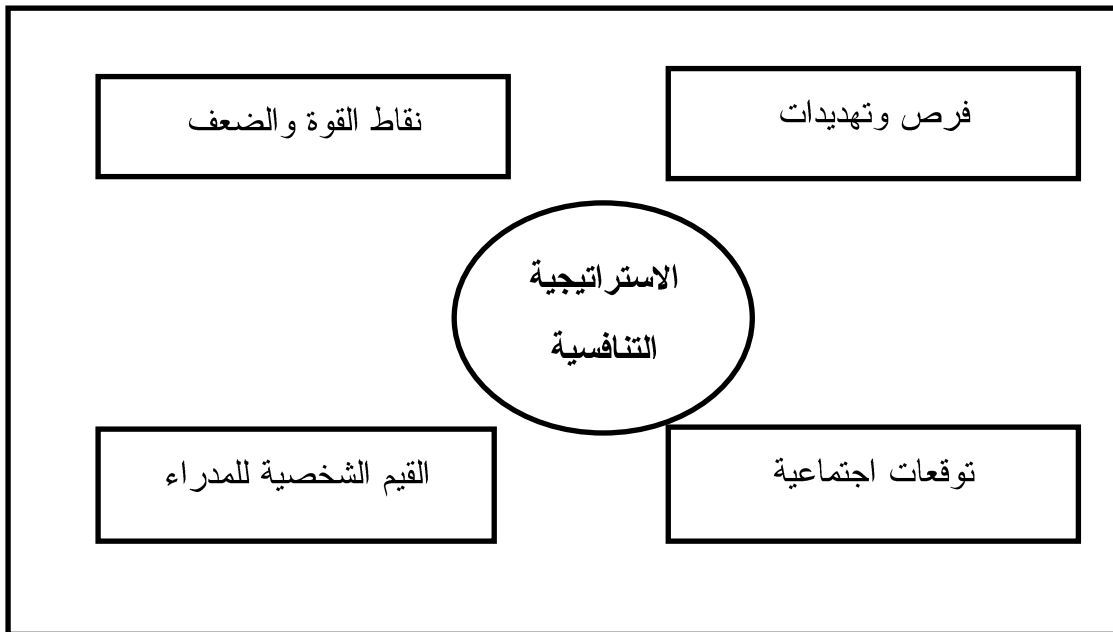 فرص وتهديدات
نقاط القوة والضعف
الاستراتيجية
التنافسية
توقعات اجتماعية
القيم الشخصية للمدراء